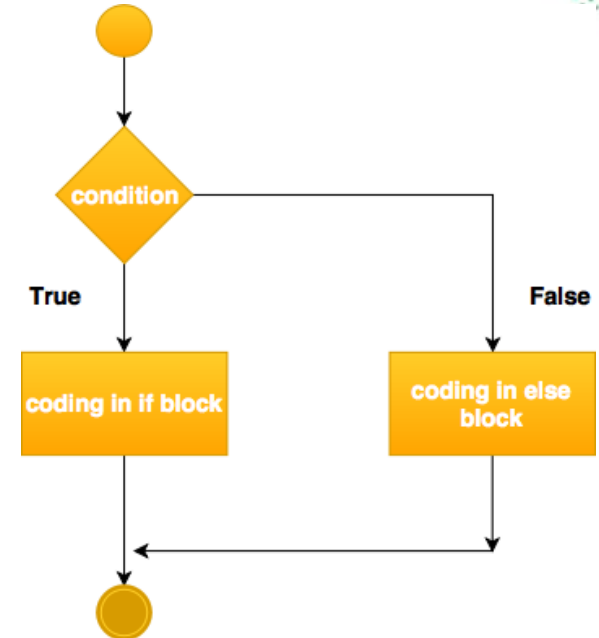 condition
True
False
coding in if block
coding in else
block